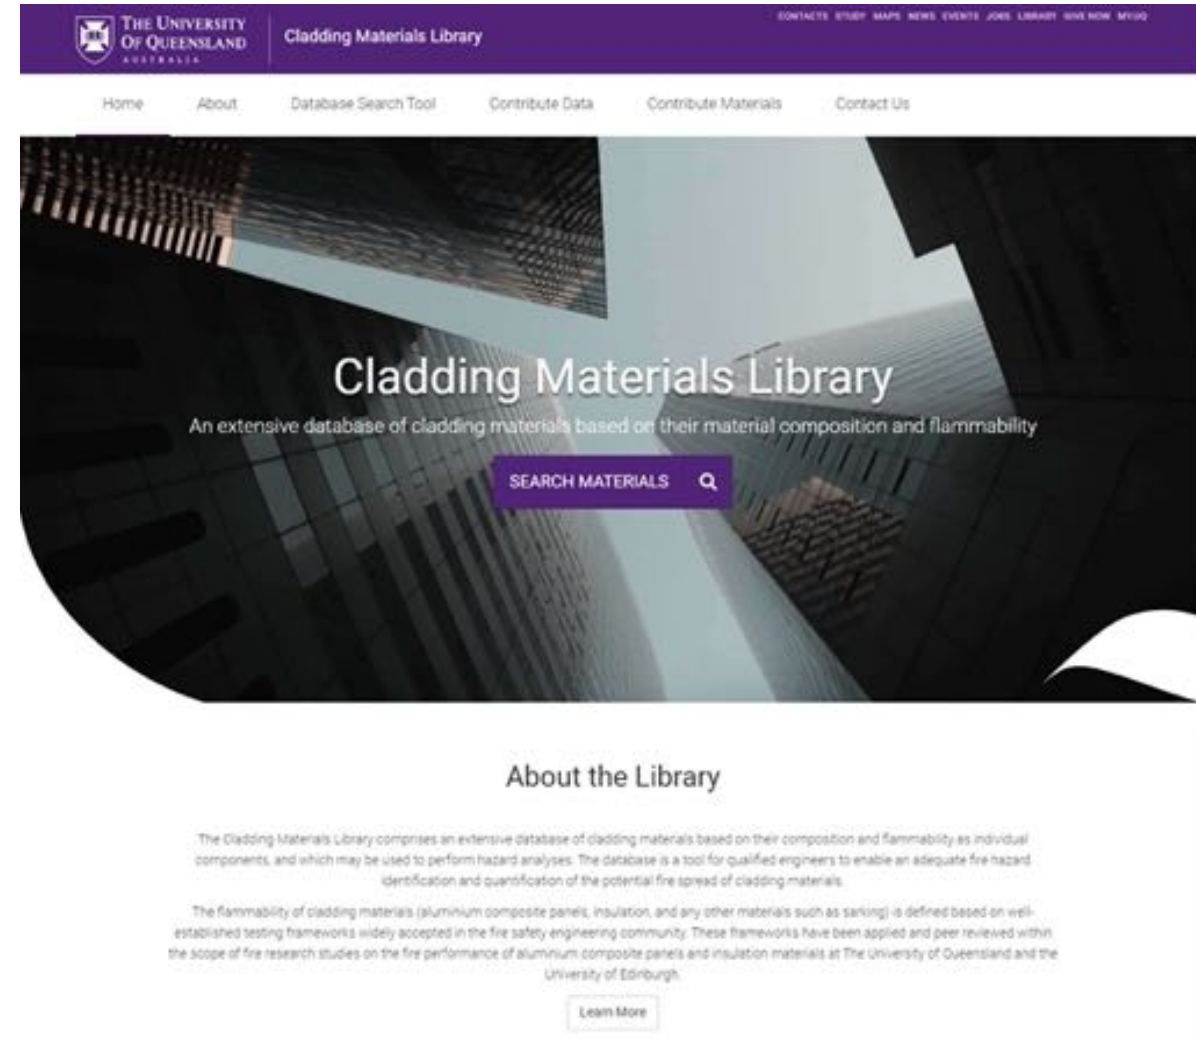 THE UNIVERSITY
OF QUEENSLAND
AUSTRALIA
Cladding Materials Library
CONTACTS STUDY MAPS NEWS EVENTS JOBS LIBRARY GIVE NOW MY.UQ
Home About Database Search Tool Contribute Data Contribute Materials Contact Us
Cladding Materials Library
An extensive database of cladding materials based on their material composition and flammability
SEARCH MATERIALS
About the Library
The Cladding Materials Library comprises an extensive database of cladding materials based on their composition and flammability as individual
components, and which may be used to perform hazard analyses. The database is a tool for qualified engineers to enable an adequate fire hazard
identification and quantification of the potential fire spread of cladding materials.
The flammability of cladding materials (aluminium composite panels, insulation, and any other materials such as sarking) is defined based on well-
established testing frameworks widely accepted in the fire safety engineering community. These frameworks have been applied and peer reviewed within
the scope of fire research studies on the fire performance of aluminium composite panels and insulation materials at The University of Queensland and the
University of Edinburgh.
Learn More